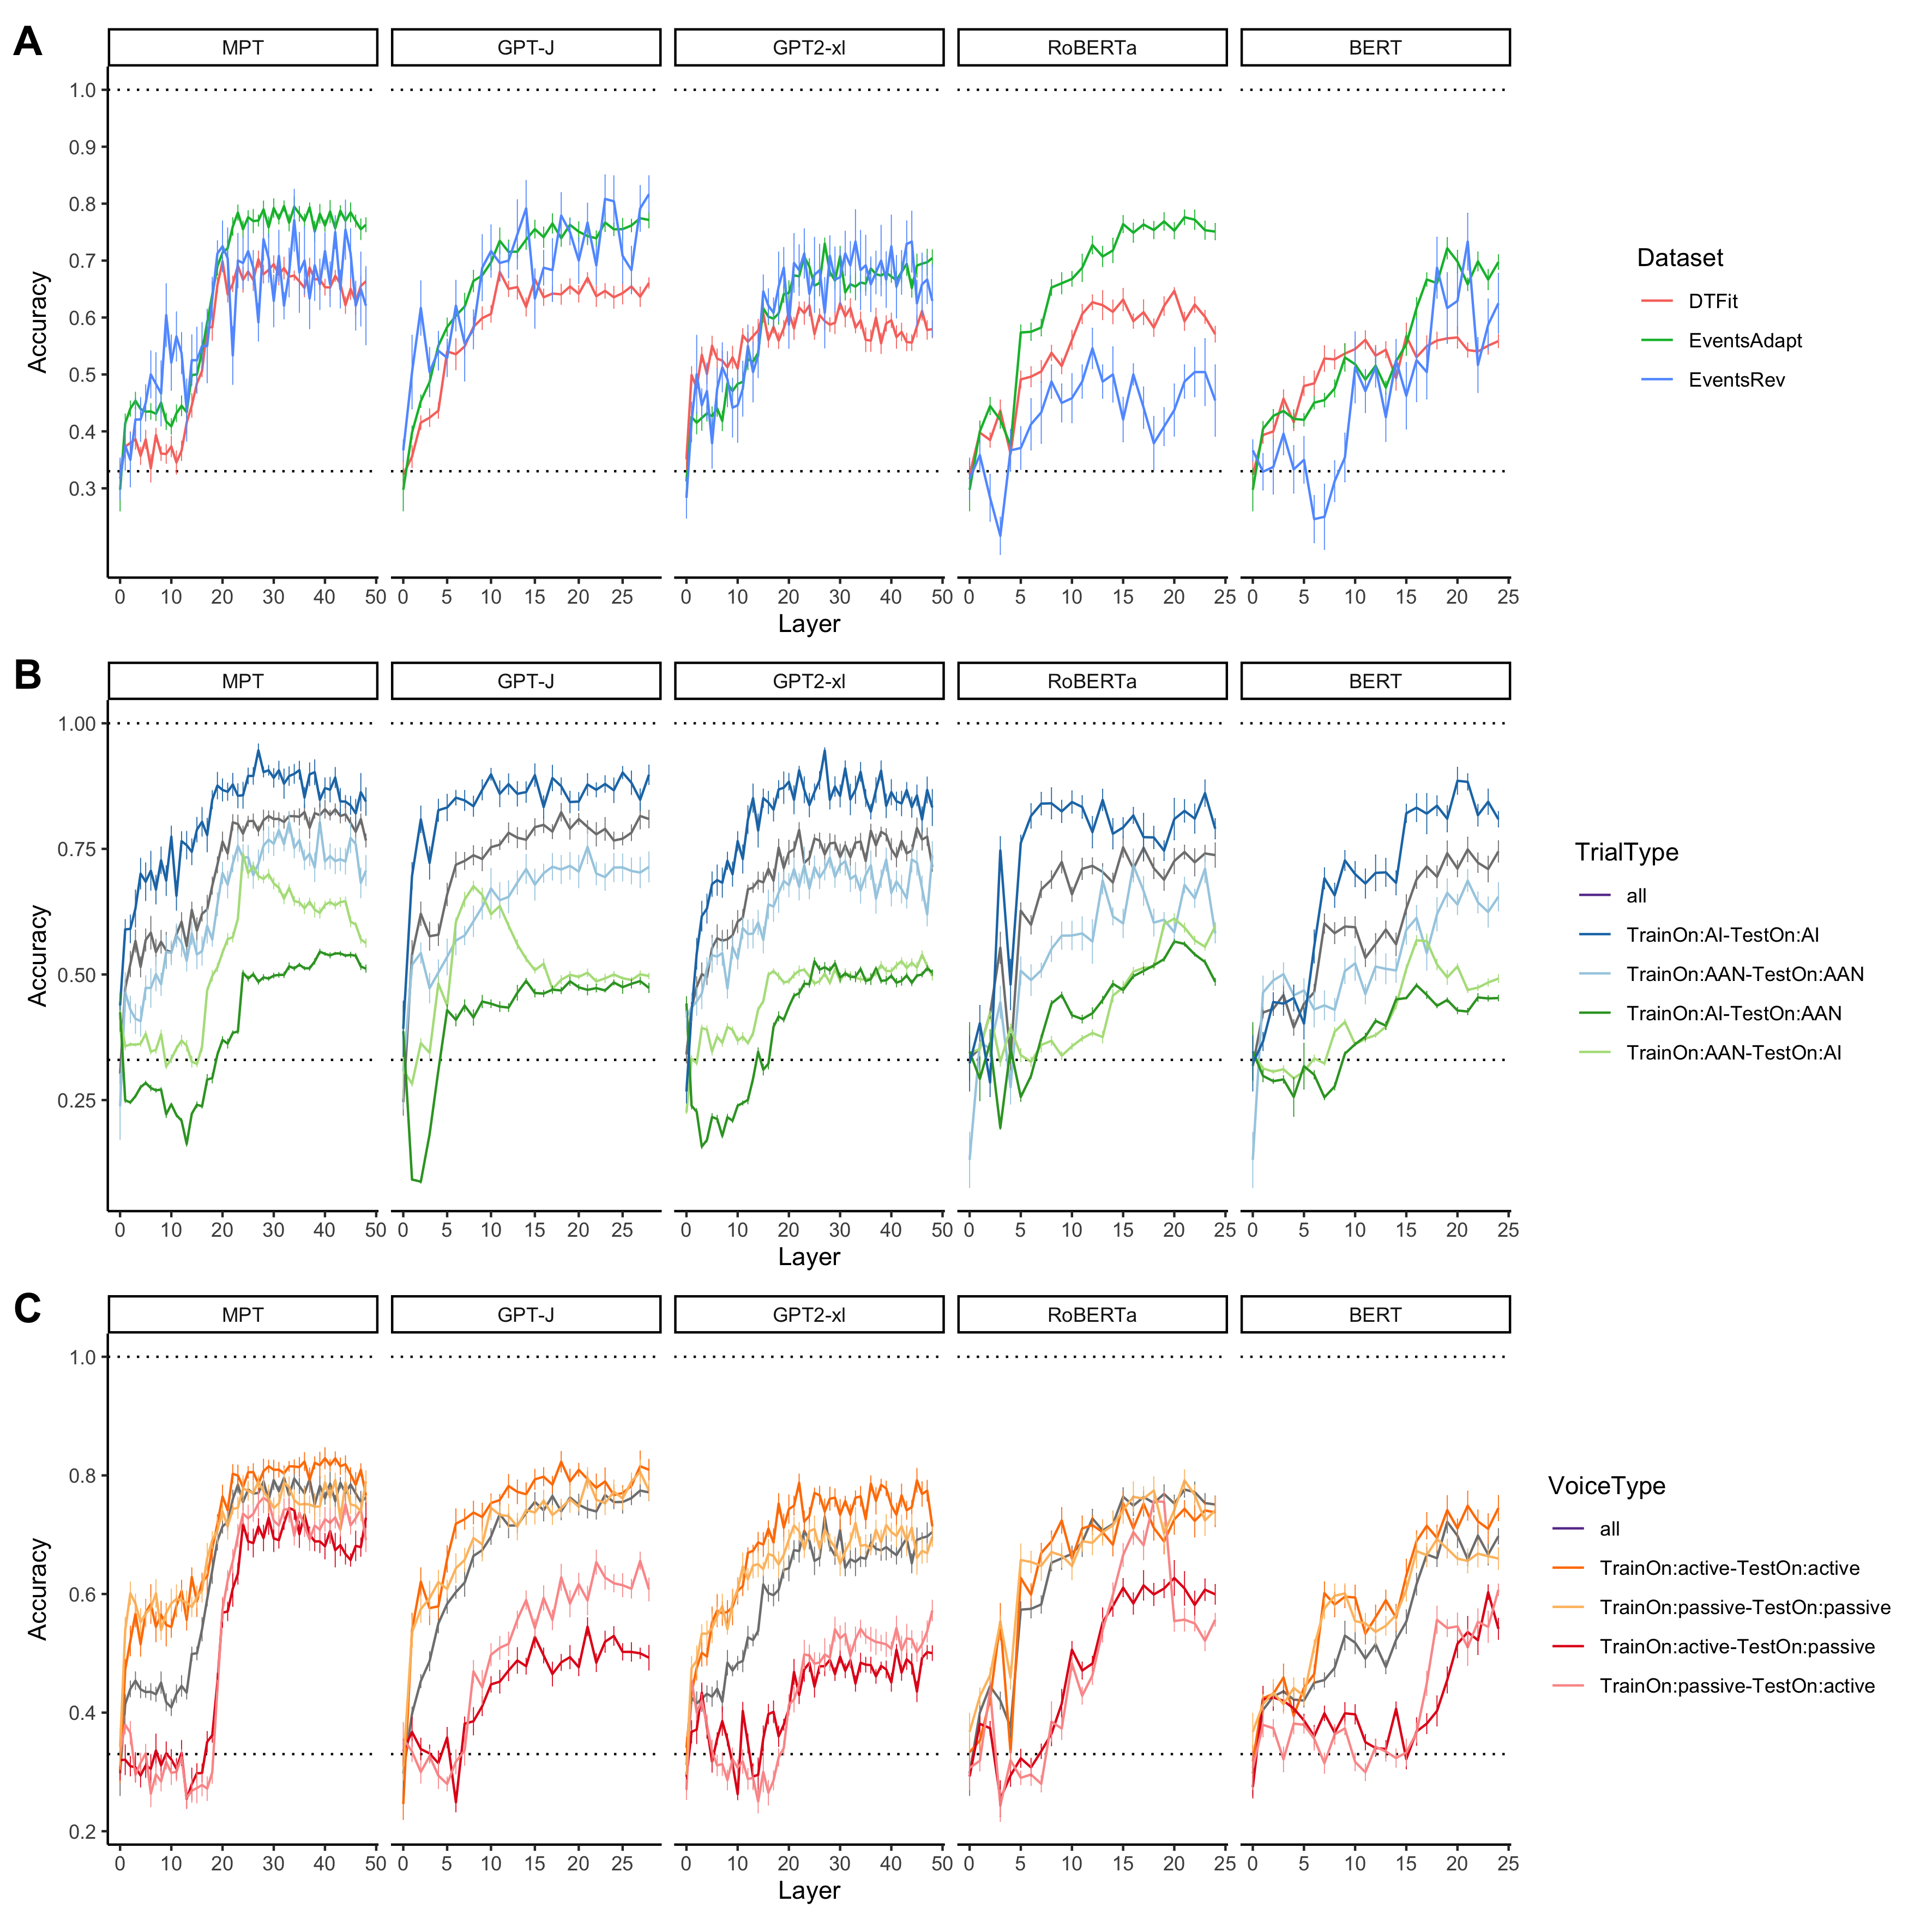 A
MPT GPT-J GPT2-xl RoBERTa BERT
1.0
0.9
0.8
0.7
0.6
0.5
0.4
0.3
Accuracy
0 10 20 30 40 50 0 5 10 15 20 25 0 10 20 30 40 50 0 5 10 15 20 25 0 5 10 15 20 25
Layer
Dataset
DTFit
EventsAdapt
EventsRev
B
MPT GPT-J GPT2-xl RoBERTa BERT
1.00
0.75
0.50
0.25
Accuracy
0 10 20 30 40 50 0 5 10 15 20 25 0 10 20 30 40 50 0 5 10 15 20 25 0 5 10 15 20 25
Layer
TrialType
all
TrainOn:AI-TestOn:AI
TrainOn:AAN-TestOn:AAN
TrainOn:AI-TestOn:AAN
TrainOn:AAN-TestOn:AI
C
MPT GPT-J GPT2-xl RoBERTa BERT
1.0
0.8
0.6
0.4
0.2
Accuracy
0 10 20 30 40 50 0 5 10 15 20 25 0 10 20 30 40 50 0 5 10 15 20 25 0 5 10 15 20 25
Layer
VoiceType
all
TrainOn:active-TestOn:active
TrainOn:passive-TestOn:passive
TrainOn:active-TestOn:passive
TrainOn:passive-TestOn:active